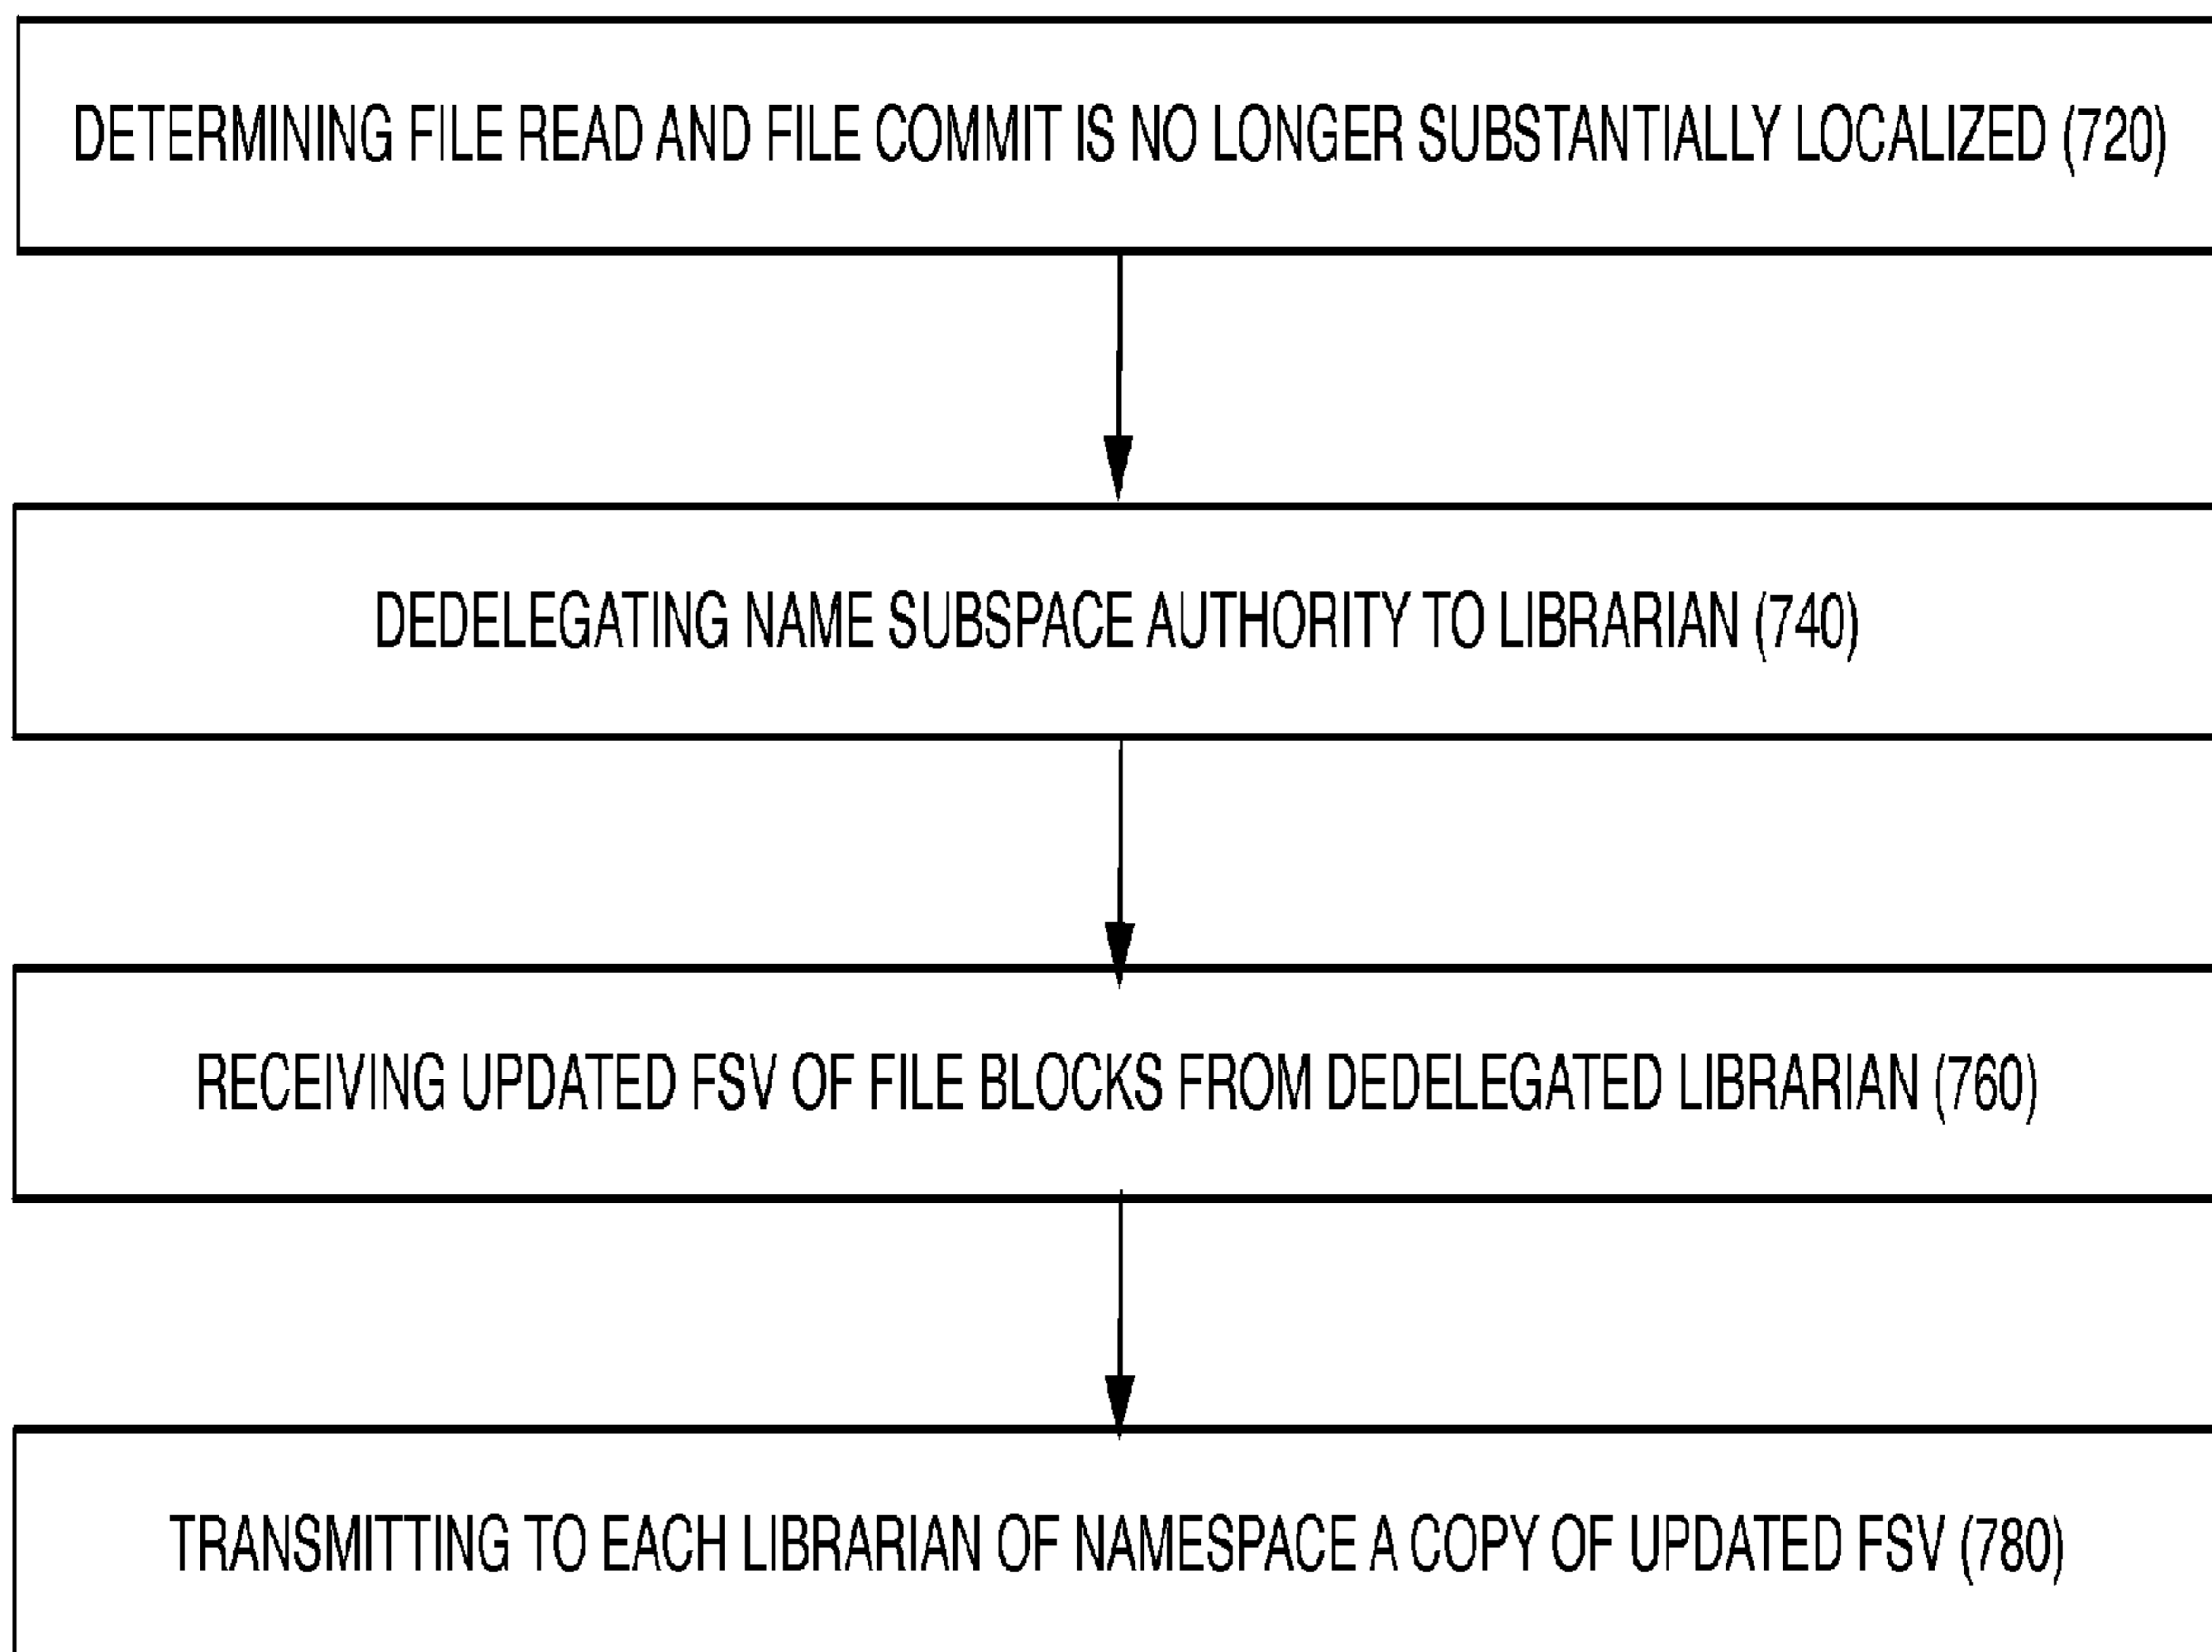 DETERMINING FILE READ AND FILE COMMIT IS NO LONGER SUBSTANTIALLY LOCALIZED (720)
DEDELEGATING NAME SUBSPACE AUTHORITY TO LIBRARIAN (740)
RECEIVING UPDATED FSV OF FILE BLOCKS FROM DEDELEGATED LIBRARIAN (760)
TRANSMITTING TO EACH LIBRARIAN OF NAMESPACE A COPY OF UPDATED FSV (780)